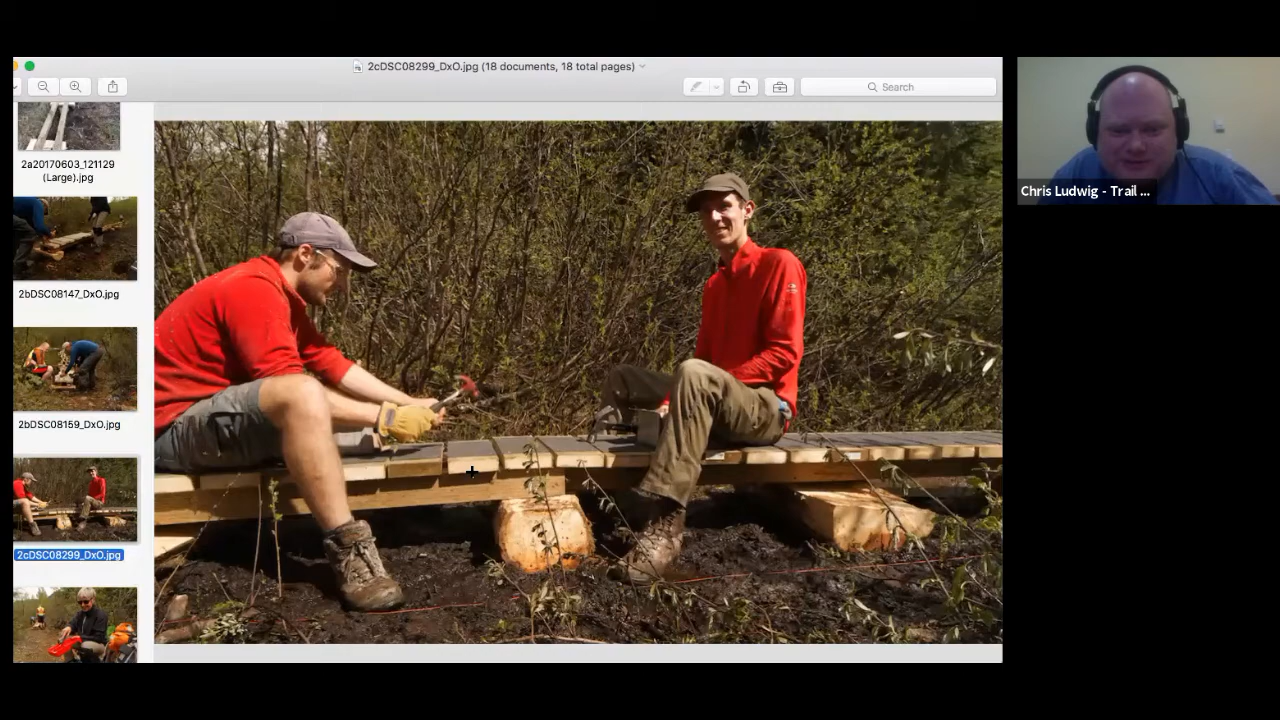 2cDSC08299_DxO.jpg (18 documents, 18 total pages)
Search
2a20170603_121129
(Large).jpg
2bDSC08147_DxO.jpg
2bDSC08159_DxO.jpg
2cDSC08299_DxO.jpg
Chris Ludwig - Trail ...